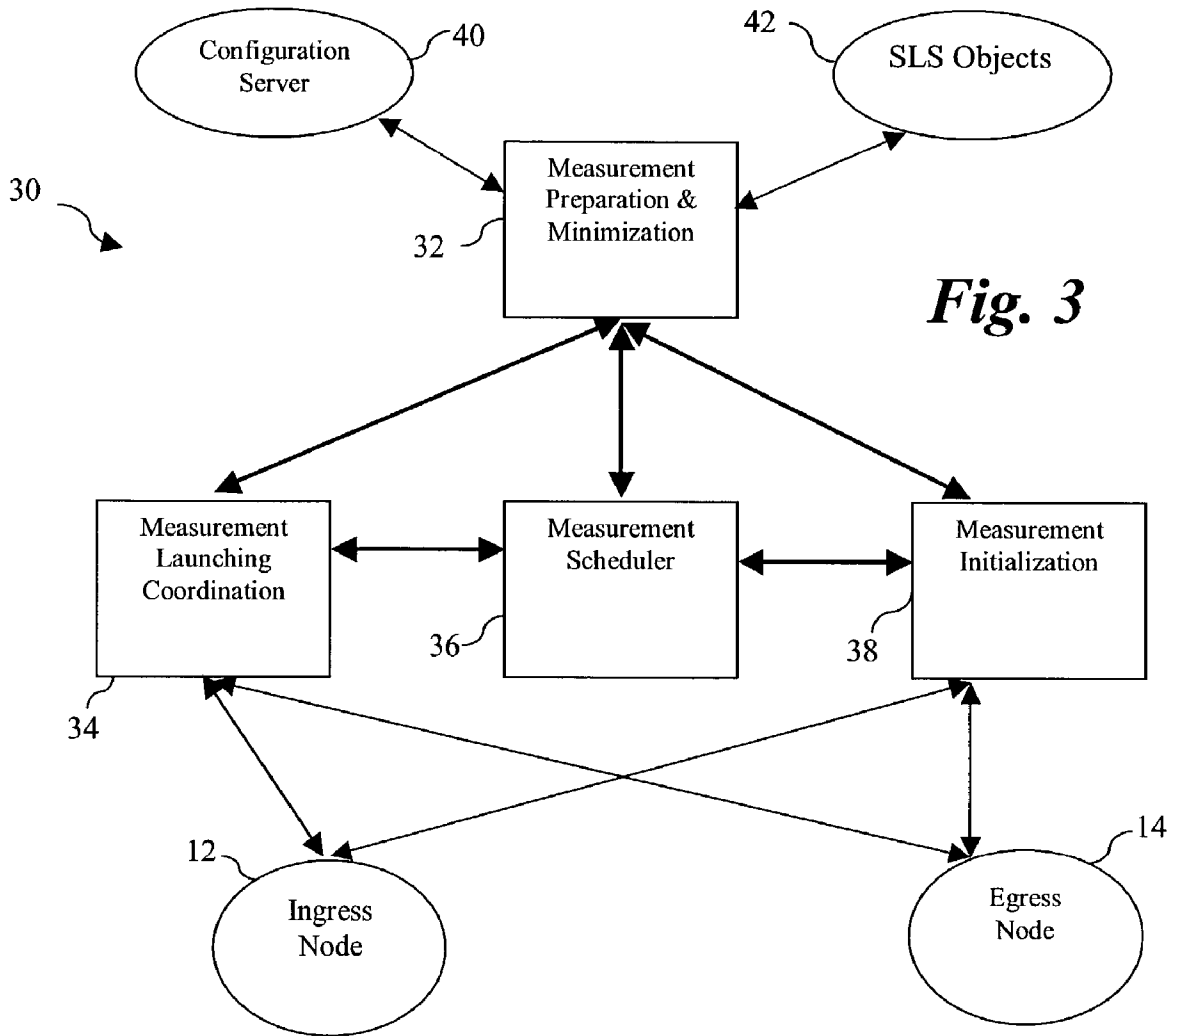 Configuration
Server
40
42
SLS Objects
30
Measurement
Preparation &
Minimization
32
Fig. 3
Measurement
Launching
Coordination
34
Measurement
Scheduler
36
Measurement
Initialization
38
12
Ingress
Node
14
Egress
Node